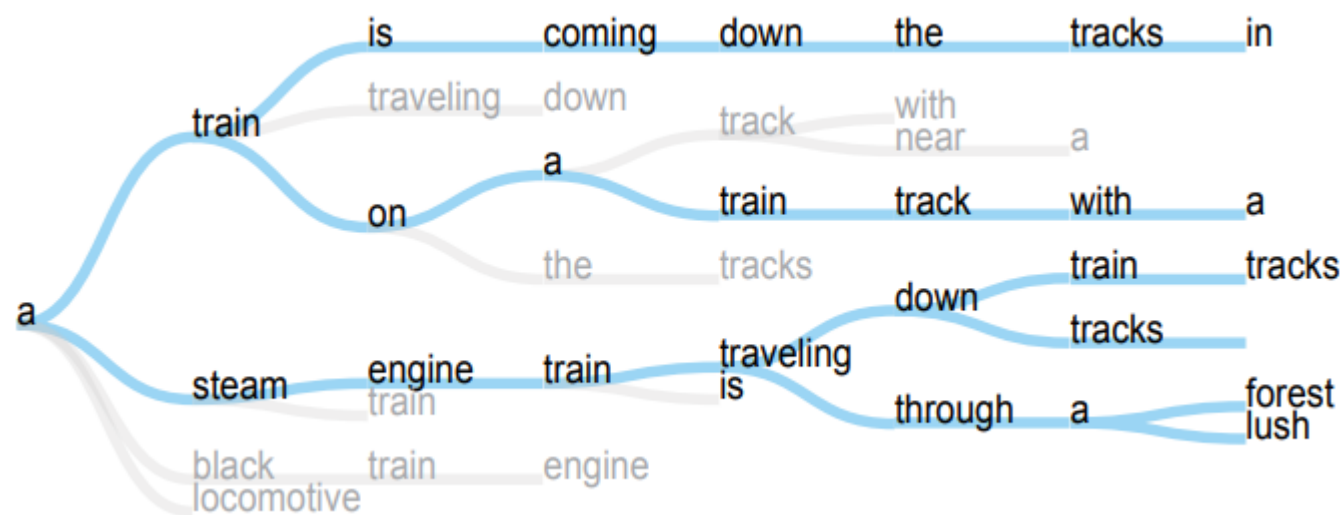 is coming down the tracks in
traveling down
with
train
track
near a
a
on
train track with a
the tracks
train tracks
a
down
tracks
traveling
engine train
steam
is
train
forest
through a
lush
black train engine
locomotive